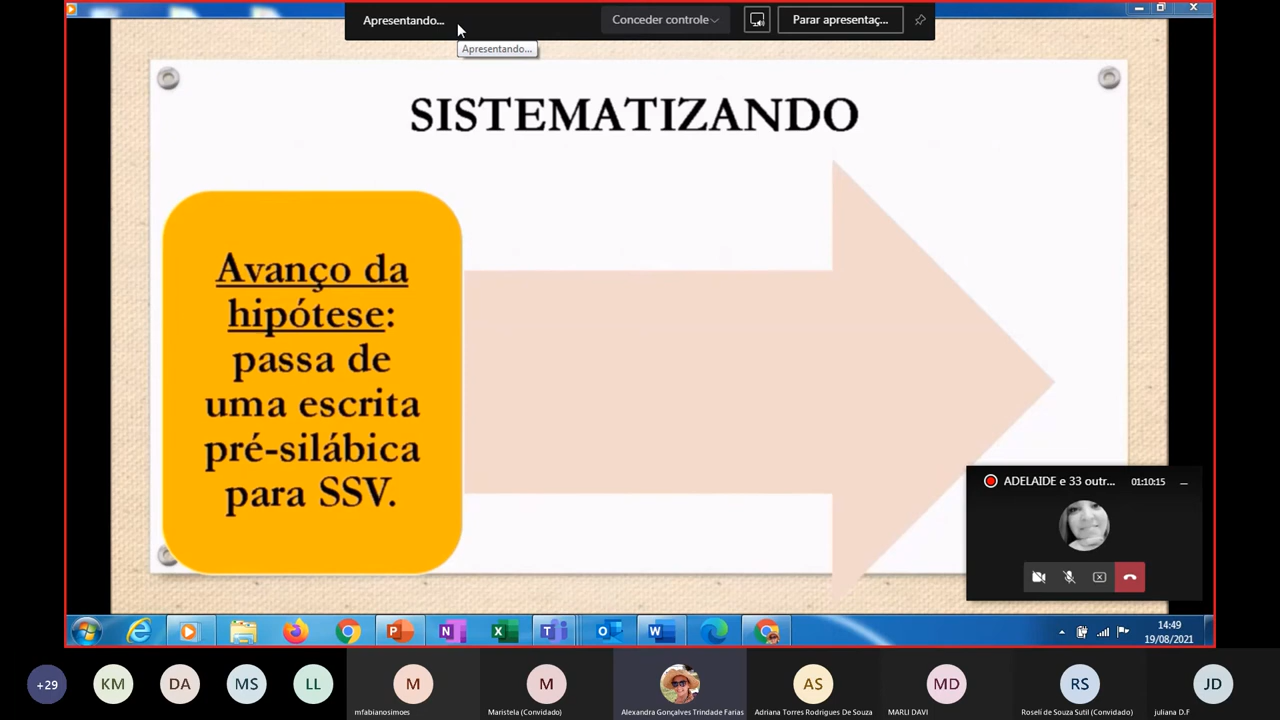 Apresentando...
Conceder controle
Parar apresentaç...
Apresentando...
SISTEMATIZANDO
Avanço da
hipótese:
passa de
uma escrita
pré-silábica
para SSV.
ADELAIDE e 33 outr...
01:10:15
14:49
19/08/2021
+29
KM
DA
MS
LL
M
M
AS
MD
RS
JD
mfabianosimoes
Maristela (Convidado)
Alexandra Gonçalves Trindade Farias
Adriana Torres Rodrigues De Souza
MARLI DAVI
Roseli de Souza Sutil (Convidado)
juliana D.F